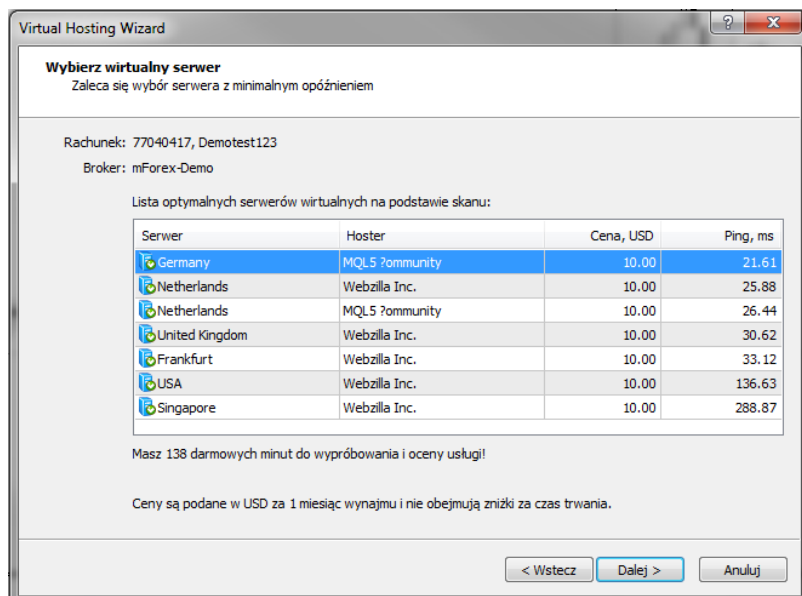 Virtual Hosting Wizard
?
Wybierz wirtualny serwer
Zaleca się wybór serwera z minimalnym opóźnieniem
Rachunek: 77040417, Demotest123
Broker: mForex-Demo
Lista optymalnych serwerów wirtualnych na podstawie skanu:
Serwer Hoster Cena, USD Ping, ms
Germany MQL5 ?ommunity 10.00 21.61
Netherlands Webzilla Inc. 10.00 25.88
Netherlands MQL5 ?ommunity 10.00 26.44
United Kingdom Webzilla Inc. 10.00 30.62
Frankfurt Webzilla Inc. 10.00 33.12
USA Webzilla Inc. 10.00 136.63
Singapore Webzilla Inc. 10.00 288.87
Masz 138 darmowych minut do wypróbowania i oceny usługi!
Ceny są podane w USD za 1 miesiąc wynajmu i nie obejmują zniżki za czas trwania.
< Wstecz Dalej > Anuluj